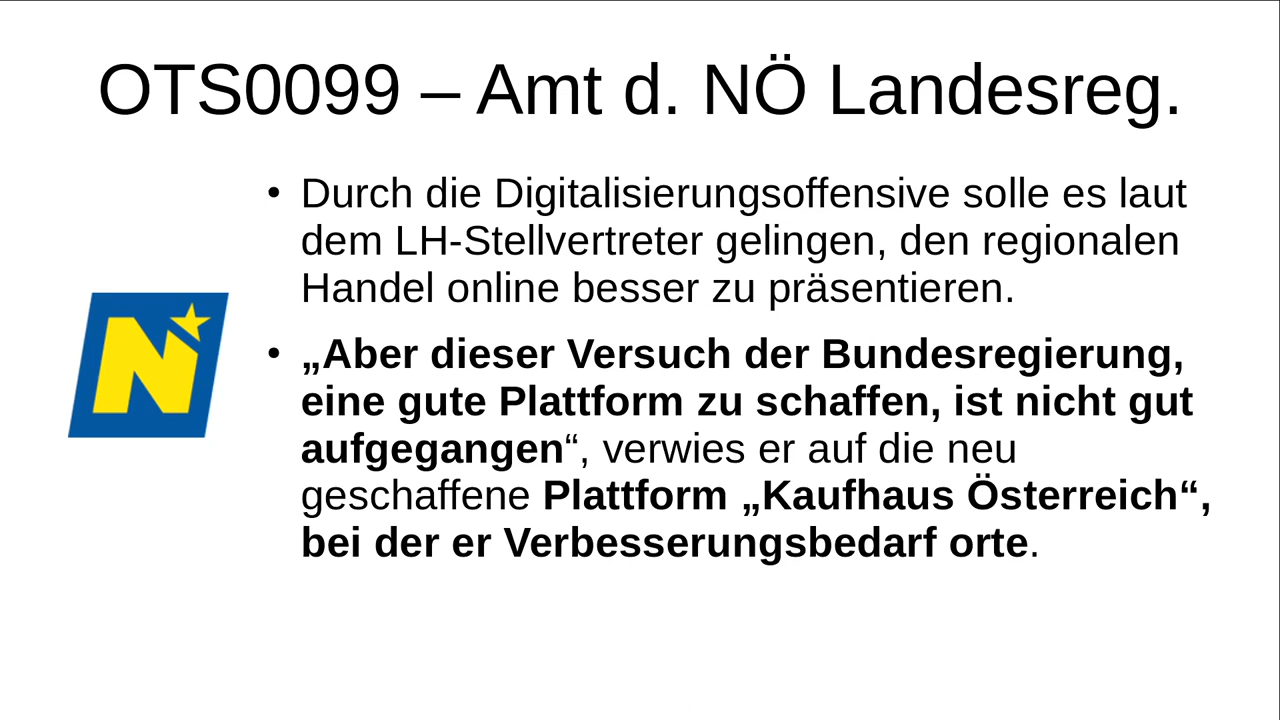 OTS0099 – Amt d. NÖ Landesreg.
• Durch die Digitalisierungsoffensive solle es laut
dem LH-Stellvertreter gelingen, den regionalen
Handel online besser zu präsentieren.
• „Aber dieser Versuch der Bundesregierung,
eine gute Plattform zu schaffen, ist nicht gut
aufgegangen“, verwies er auf die neu
geschaffene Plattform „Kaufhaus Österreich“,
bei der er Verbesserungsbedarf orte.
N